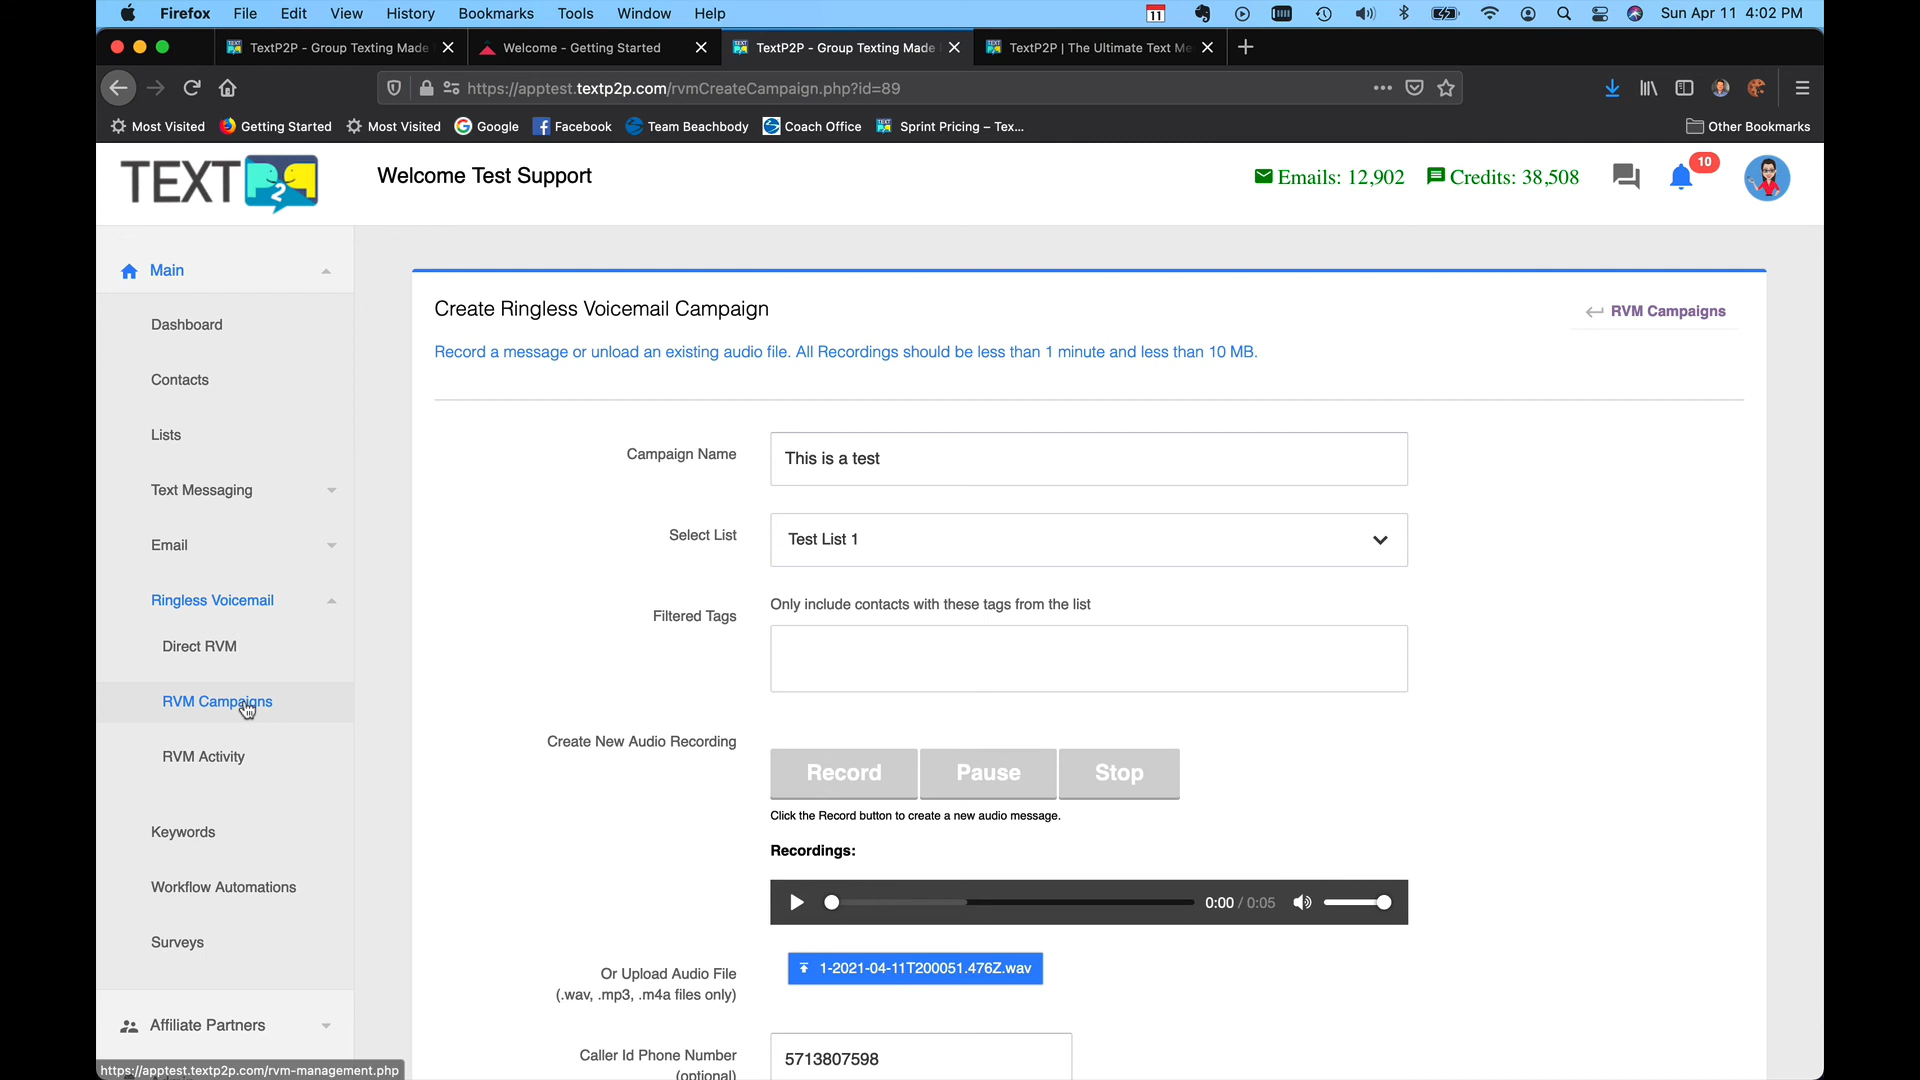 Firefox File Edit View History Bookmarks Tools Window Help 11 Sun Apr 11 4:02 PM
TextP2P - Group Texting Made Welcome - Getting Started TextP2P - Group Texting Made TextP2P | The Ultimate Text Me
https://apptest.textp2p.com/rvmCreateCampaign.php?id=89
Most Visited Getting Started Most Visited Google Facebook Team Beachbody Coach Office Sprint Pricing – Tex... Other Bookmarks
TEXT P2P Welcome Test Support Emails: 12,902 Credits: 38,508 10
Main
Dashboard
Contacts
Lists
Text Messaging
Email
Ringless Voicemail
Direct RVM
RVM Campaigns
RVM Activity
Keywords
Workflow Automations
Surveys
Affiliate Partners
https://apptest.textp2p.com/rvm-management.php
Create Ringless Voicemail Campaign
RVM Campaigns
Record a message or unload an existing audio file. All Recordings should be less than 1 minute and less than 10 MB.
Campaign Name This is a test
Select List Test List 1
Filtered Tags Only include contacts with these tags from the list
Create New Audio Recording
Record Pause Stop
Click the Record button to create a new audio message.
Recordings:
0:00 / 0:05
Or Upload Audio File 1-2021-04-11T200051.476Z.wav
(.wav, .mp3, .m4a files only)
Caller Id Phone Number 5713807598
(optional)